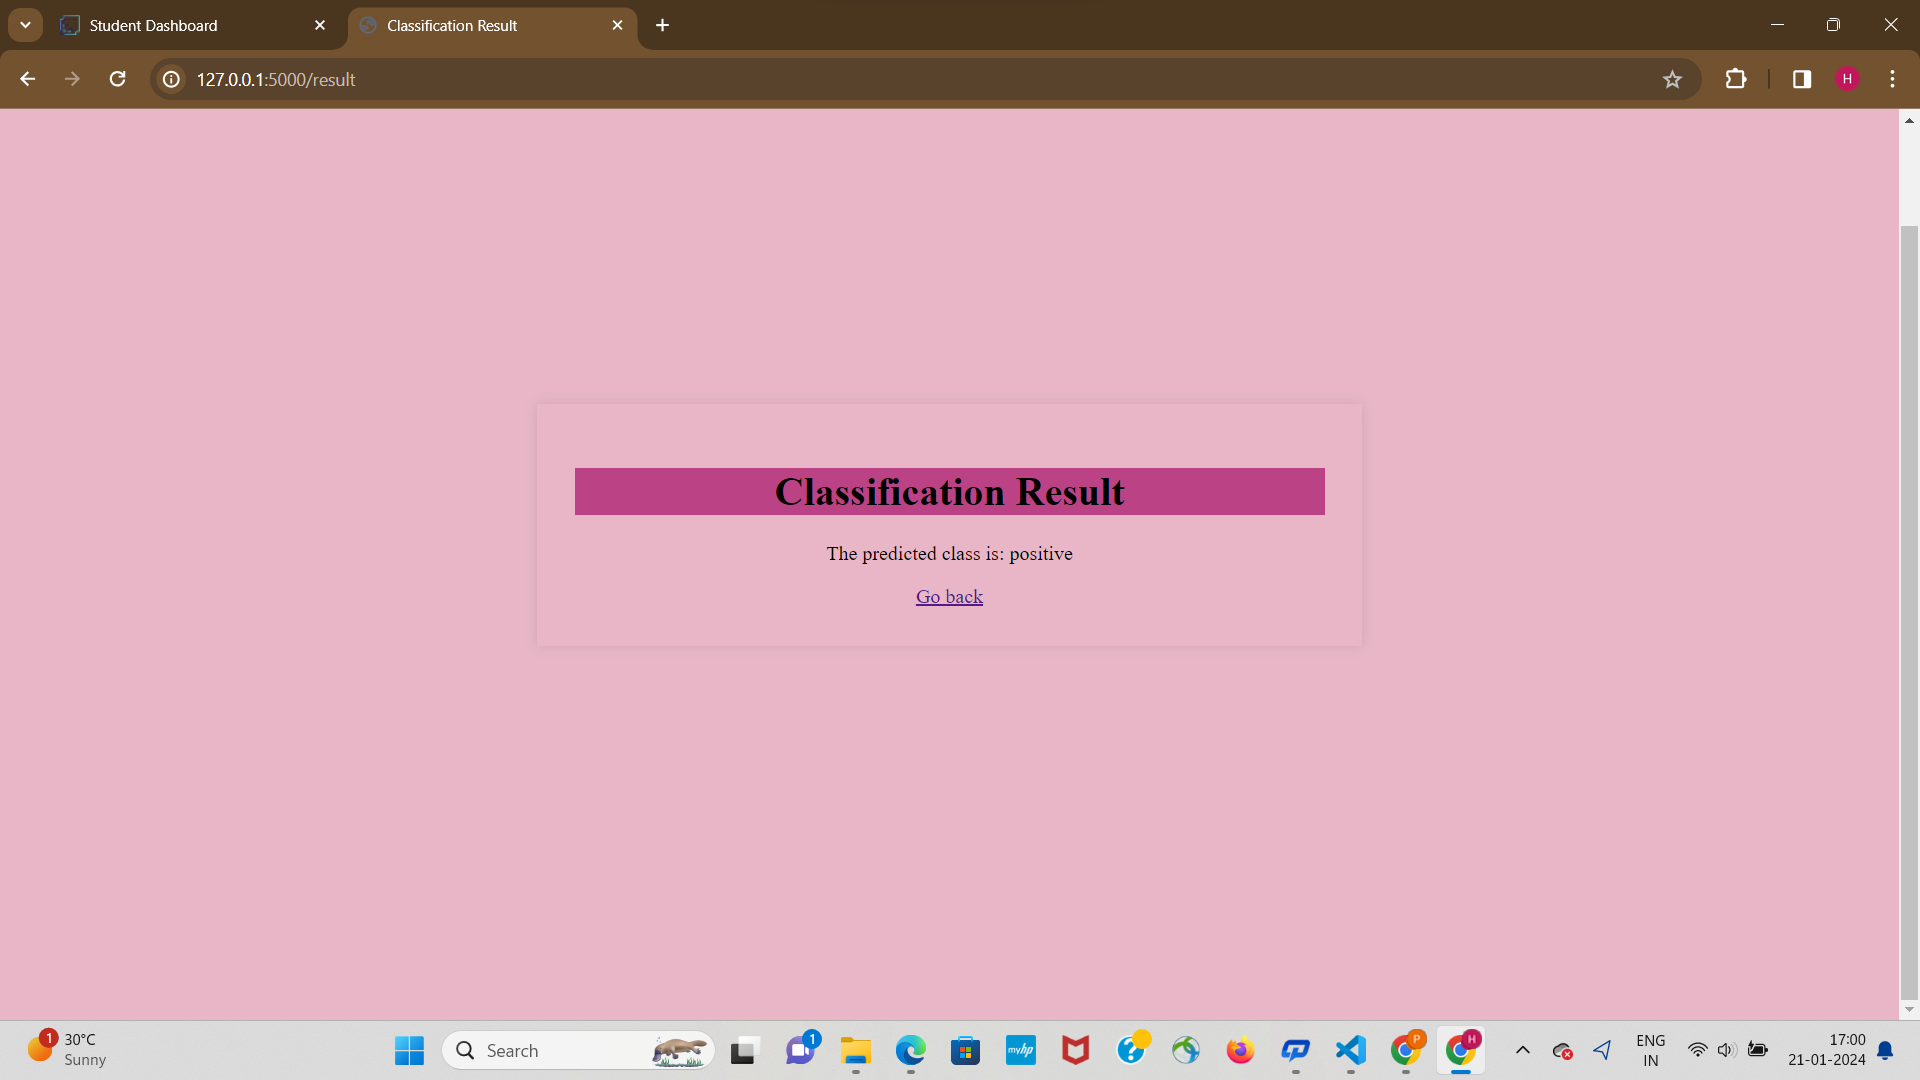 Student Dashboard
Classification Result
127.0.0.1:5000/result
H
Classification Result
The predicted class is: positive
Go back
1
30°C
Sunny
Search
1
myhp
?
P
H
ENG
IN
17:00
21-01-2024